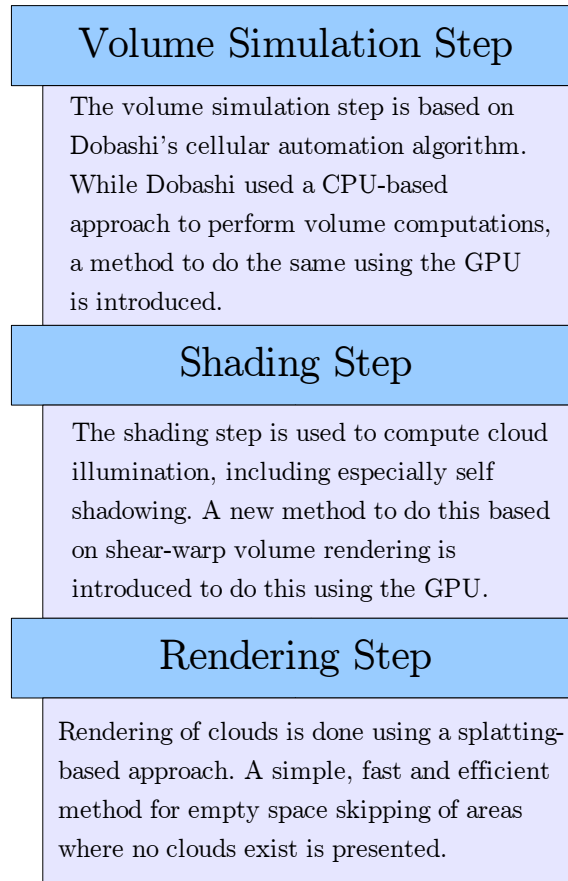 Volume Simulation Step
The volume simulation step is based on
Dobashi's cellular automation algorithm.
While Dobashi used a CPU-based
approach to perform volume computations,
a method to do the same using the GPU
is introduced.
Shading Step
The shading step is used to compute cloud
illumination, including especially self
shadowing. A new method to do this based
on shear-warp volume rendering is
introduced to do this using the GPU.
Rendering Step
Rendering of clouds is done using a splatting-
based approach. A simple, fast and efficient
method for empty space skipping of areas
where no clouds exist is presented.